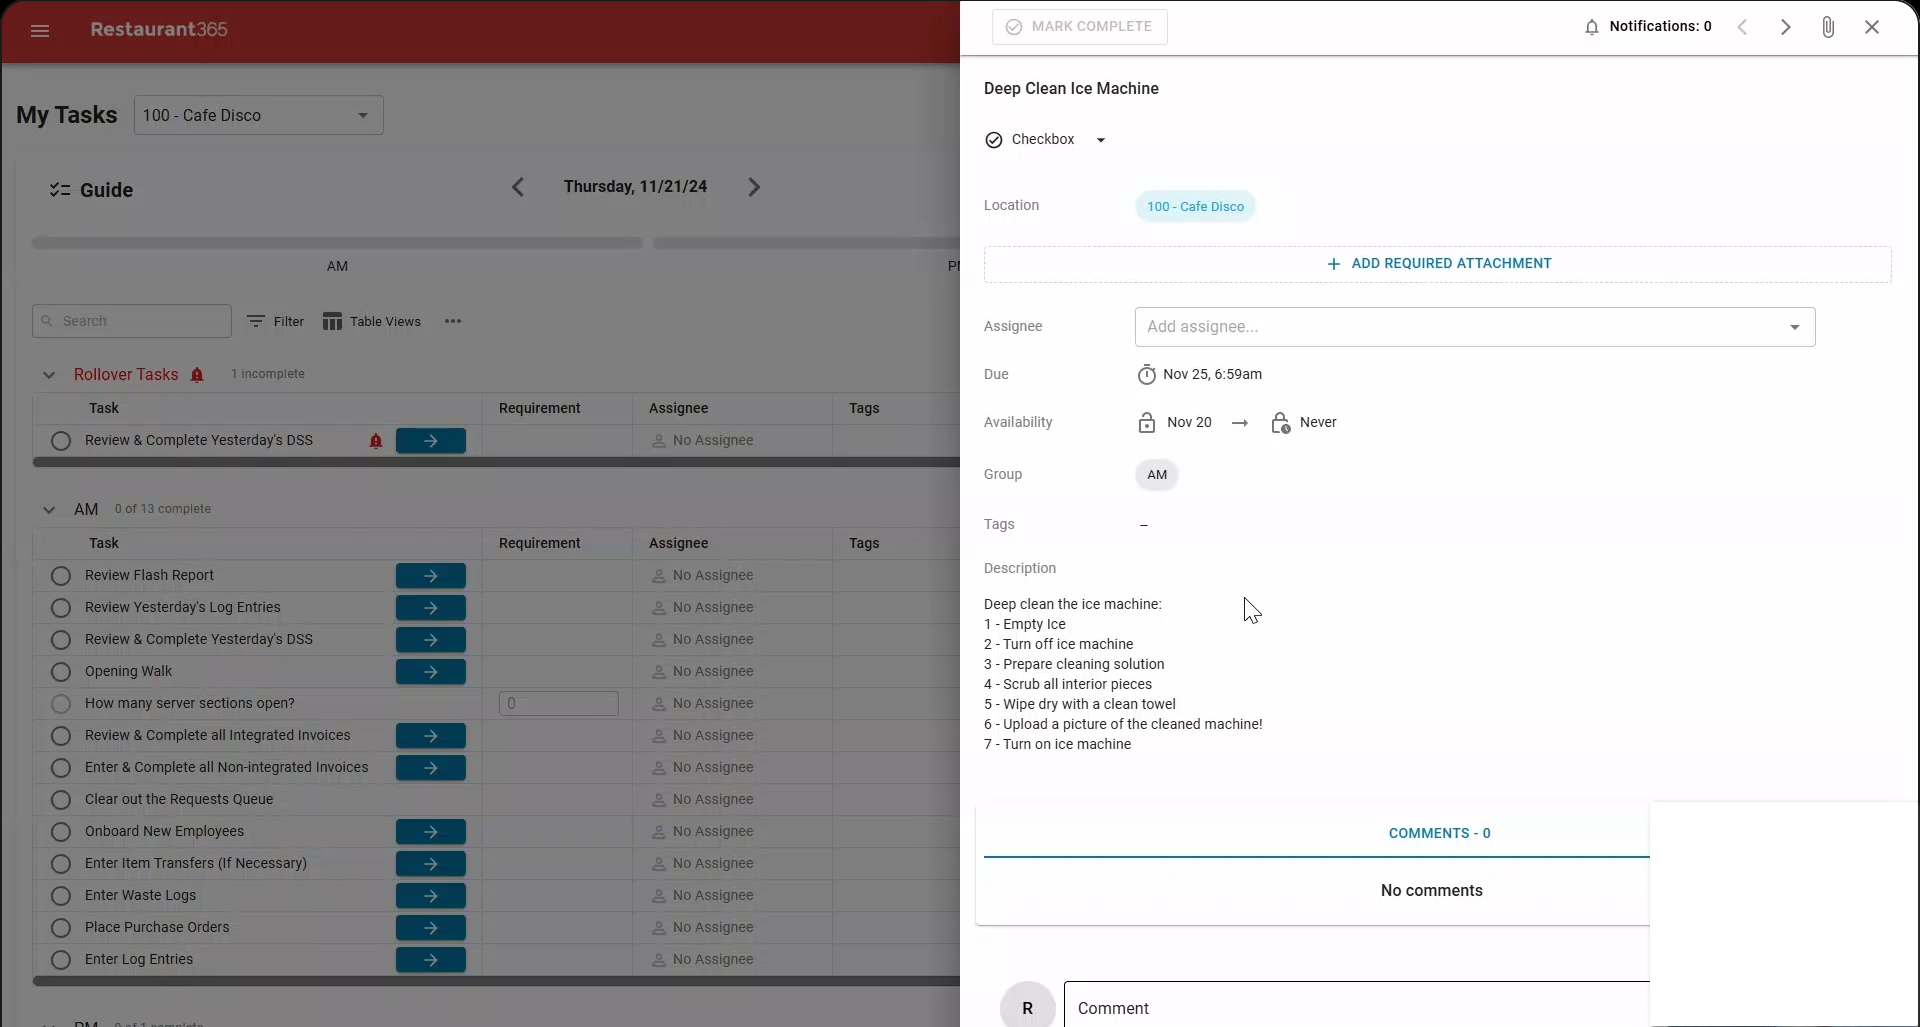 Restaurant365
My Tasks
100 - Cafe Disco
Guide
Thursday, 11/21/24
AM
Search
Filter
Table Views
Rollover Tasks
1 incomplete
Task
Requirement
Assignee
Tags
Review & Complete Yesterday's DSS
No Assignee
AM
0 of 13 complete
Task
Requirement
Assignee
Tags
Review Flash Report
No Assignee
Review Yesterday's Log Entries
No Assignee
Review & Complete Yesterday's DSS
No Assignee
Opening Walk
No Assignee
How many server sections open?
0
No Assignee
Review & Complete all Integrated Invoices
No Assignee
Enter & Complete all Non-integrated Invoices
No Assignee
Clear out the Requests Queue
No Assignee
Onboard New Employees
No Assignee
Enter Item Transfers (If Necessary)
No Assignee
Enter Waste Logs
No Assignee
Place Purchase Orders
No Assignee
Enter Log Entries
No Assignee
MARK COMPLETE
Notifications: 0
Deep Clean Ice Machine
Checkbox
Location
100 - Cafe Disco
+ ADD REQUIRED ATTACHMENT
Assignee
Add assignee...
Due
Nov 25, 6:59am
Availability
Nov 20 → Never
Group
AM
Tags
–
Description
Deep clean the ice machine:
1 - Empty Ice
2 - Turn off ice machine
3 - Prepare cleaning solution
4 - Scrub all interior pieces
5 - Wipe dry with a clean towel
6 - Upload a picture of the cleaned machine!
7 - Turn on ice machine
COMMENTS - 0
No comments
R
Comment